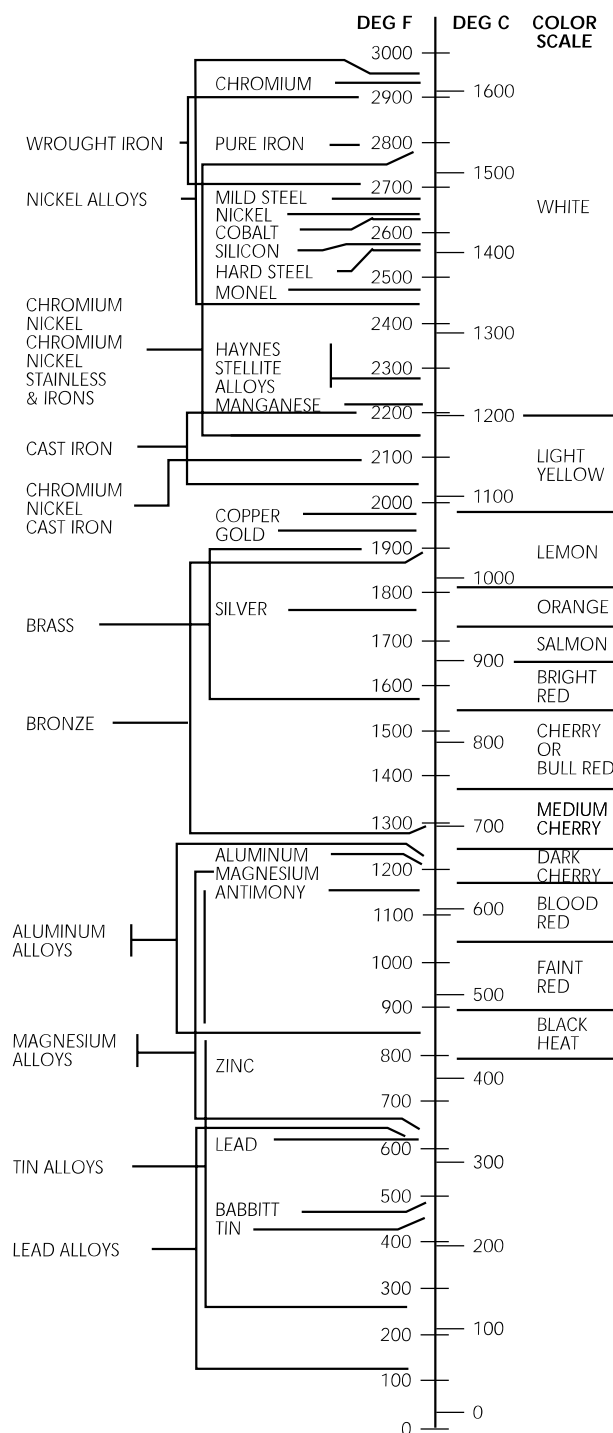 DEG F DEG C COLOR
SCALE
3000
CHROMIUM
1600
2900
WROUGHT IRON
PURE IRON
2800
1500
2700
NICKEL ALLOYS
MILD STEEL
NICKEL
WHITE
COBALT
2600
SILICON
1400
HARD STEEL
2500
MONEL
CHROMIUM
NICKEL
CHROMIUM
NICKEL
STAINLESS
& IRONS
2400
1300
HAYNES
STELLITE
ALLOYS
2300
MANGANESE
2200
1200
CAST IRON
2100
LIGHT
YELLOW
CHROMIUM
NICKEL
CAST IRON
1100
2000
COPPER
GOLD
1900
LEMON
1000
1800
SILVER
ORANGE
BRASS
1700
SALMON
900
1600
BRIGHT
RED
BRONZE
1500
800
CHERRY
OR
BULL RED
1400
1300
700
MEDIUM
CHERRY
ALUMINUM
MAGNESIUM
ANTIMONY
1200
DARK
CHERRY
600
1100
BLOOD
RED
ALUMINUM
ALLOYS
1000
FAINT
RED
500
900
BLACK
HEAT
MAGNESIUM
ALLOYS
800
ZINC
400
700
LEAD
600
300
TIN ALLOYS
500
BABBITT
TIN
400
200
LEAD ALLOYS
300
200
100
100
0
0